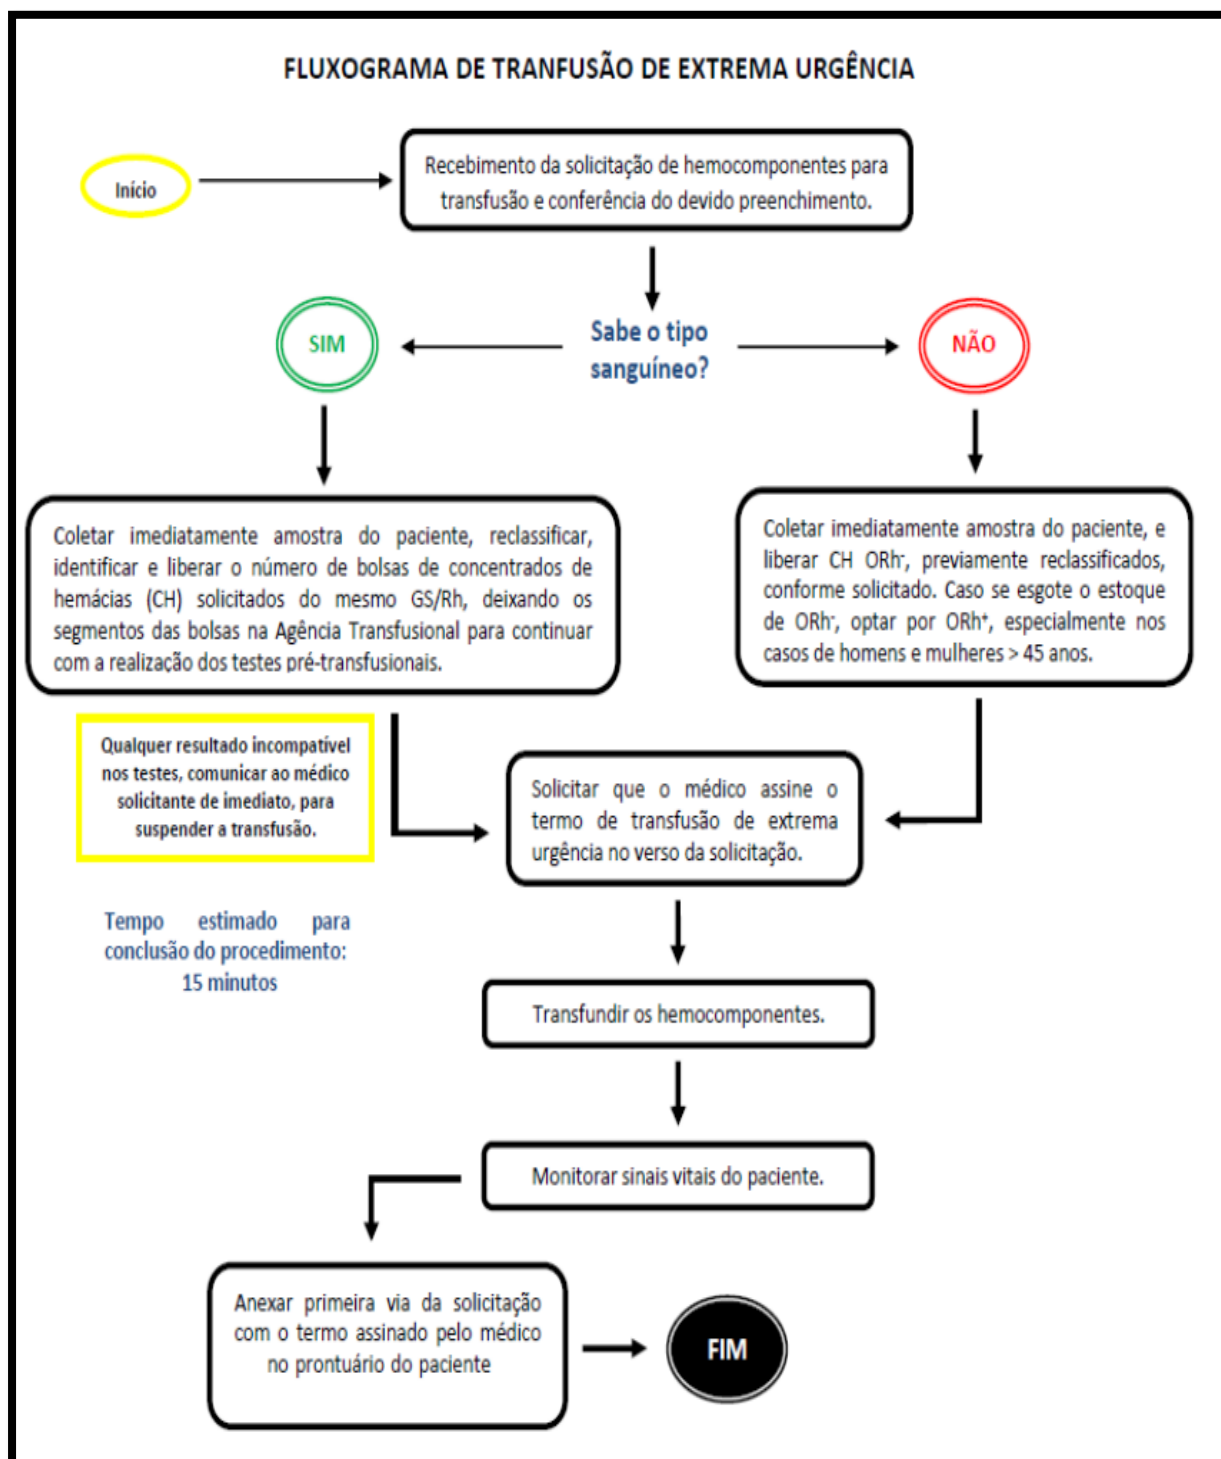 FLUXOGRAMA DE TRANFUSÃO DE EXTREMA URGÊNCIA
Início
Recebimento da solicitação de hemocomponentes para
transfusão e conferência do devido preenchimento.
Sabe o tipo
sanguíneo?
SIM
NÃO
Coletar imediatamente amostra do paciente, reclassificar,
identificar e liberar o número de bolsas de concentrados de
hemácias (CH) solicitados do mesmo GS/Rh, deixando os
segmentos das bolsas na Agência Transfusional para continuar
com a realização dos testes pré-transfusionais.
Coletar imediatamente amostra do paciente, e
liberar CH ORh⁻, previamente reclassificados,
conforme solicitado. Caso se esgote o estoque
de ORh⁻, optar por ORh⁺, especialmente nos
casos de homens e mulheres > 45 anos.
Qualquer resultado incompatível
nos testes, comunicar ao médico
solicitante de imediato, para
suspender a transfusão.
Solicitar que o médico assine o
termo de transfusão de extrema
urgência no verso da solicitação.
Tempo estimado para
conclusão do procedimento:
15 minutos
Transfundir os hemocomponentes.
Monitorar sinais vitais do paciente.
Anexar primeira via da solicitação
com o termo assinado pelo médico
no prontuário do paciente
FIM